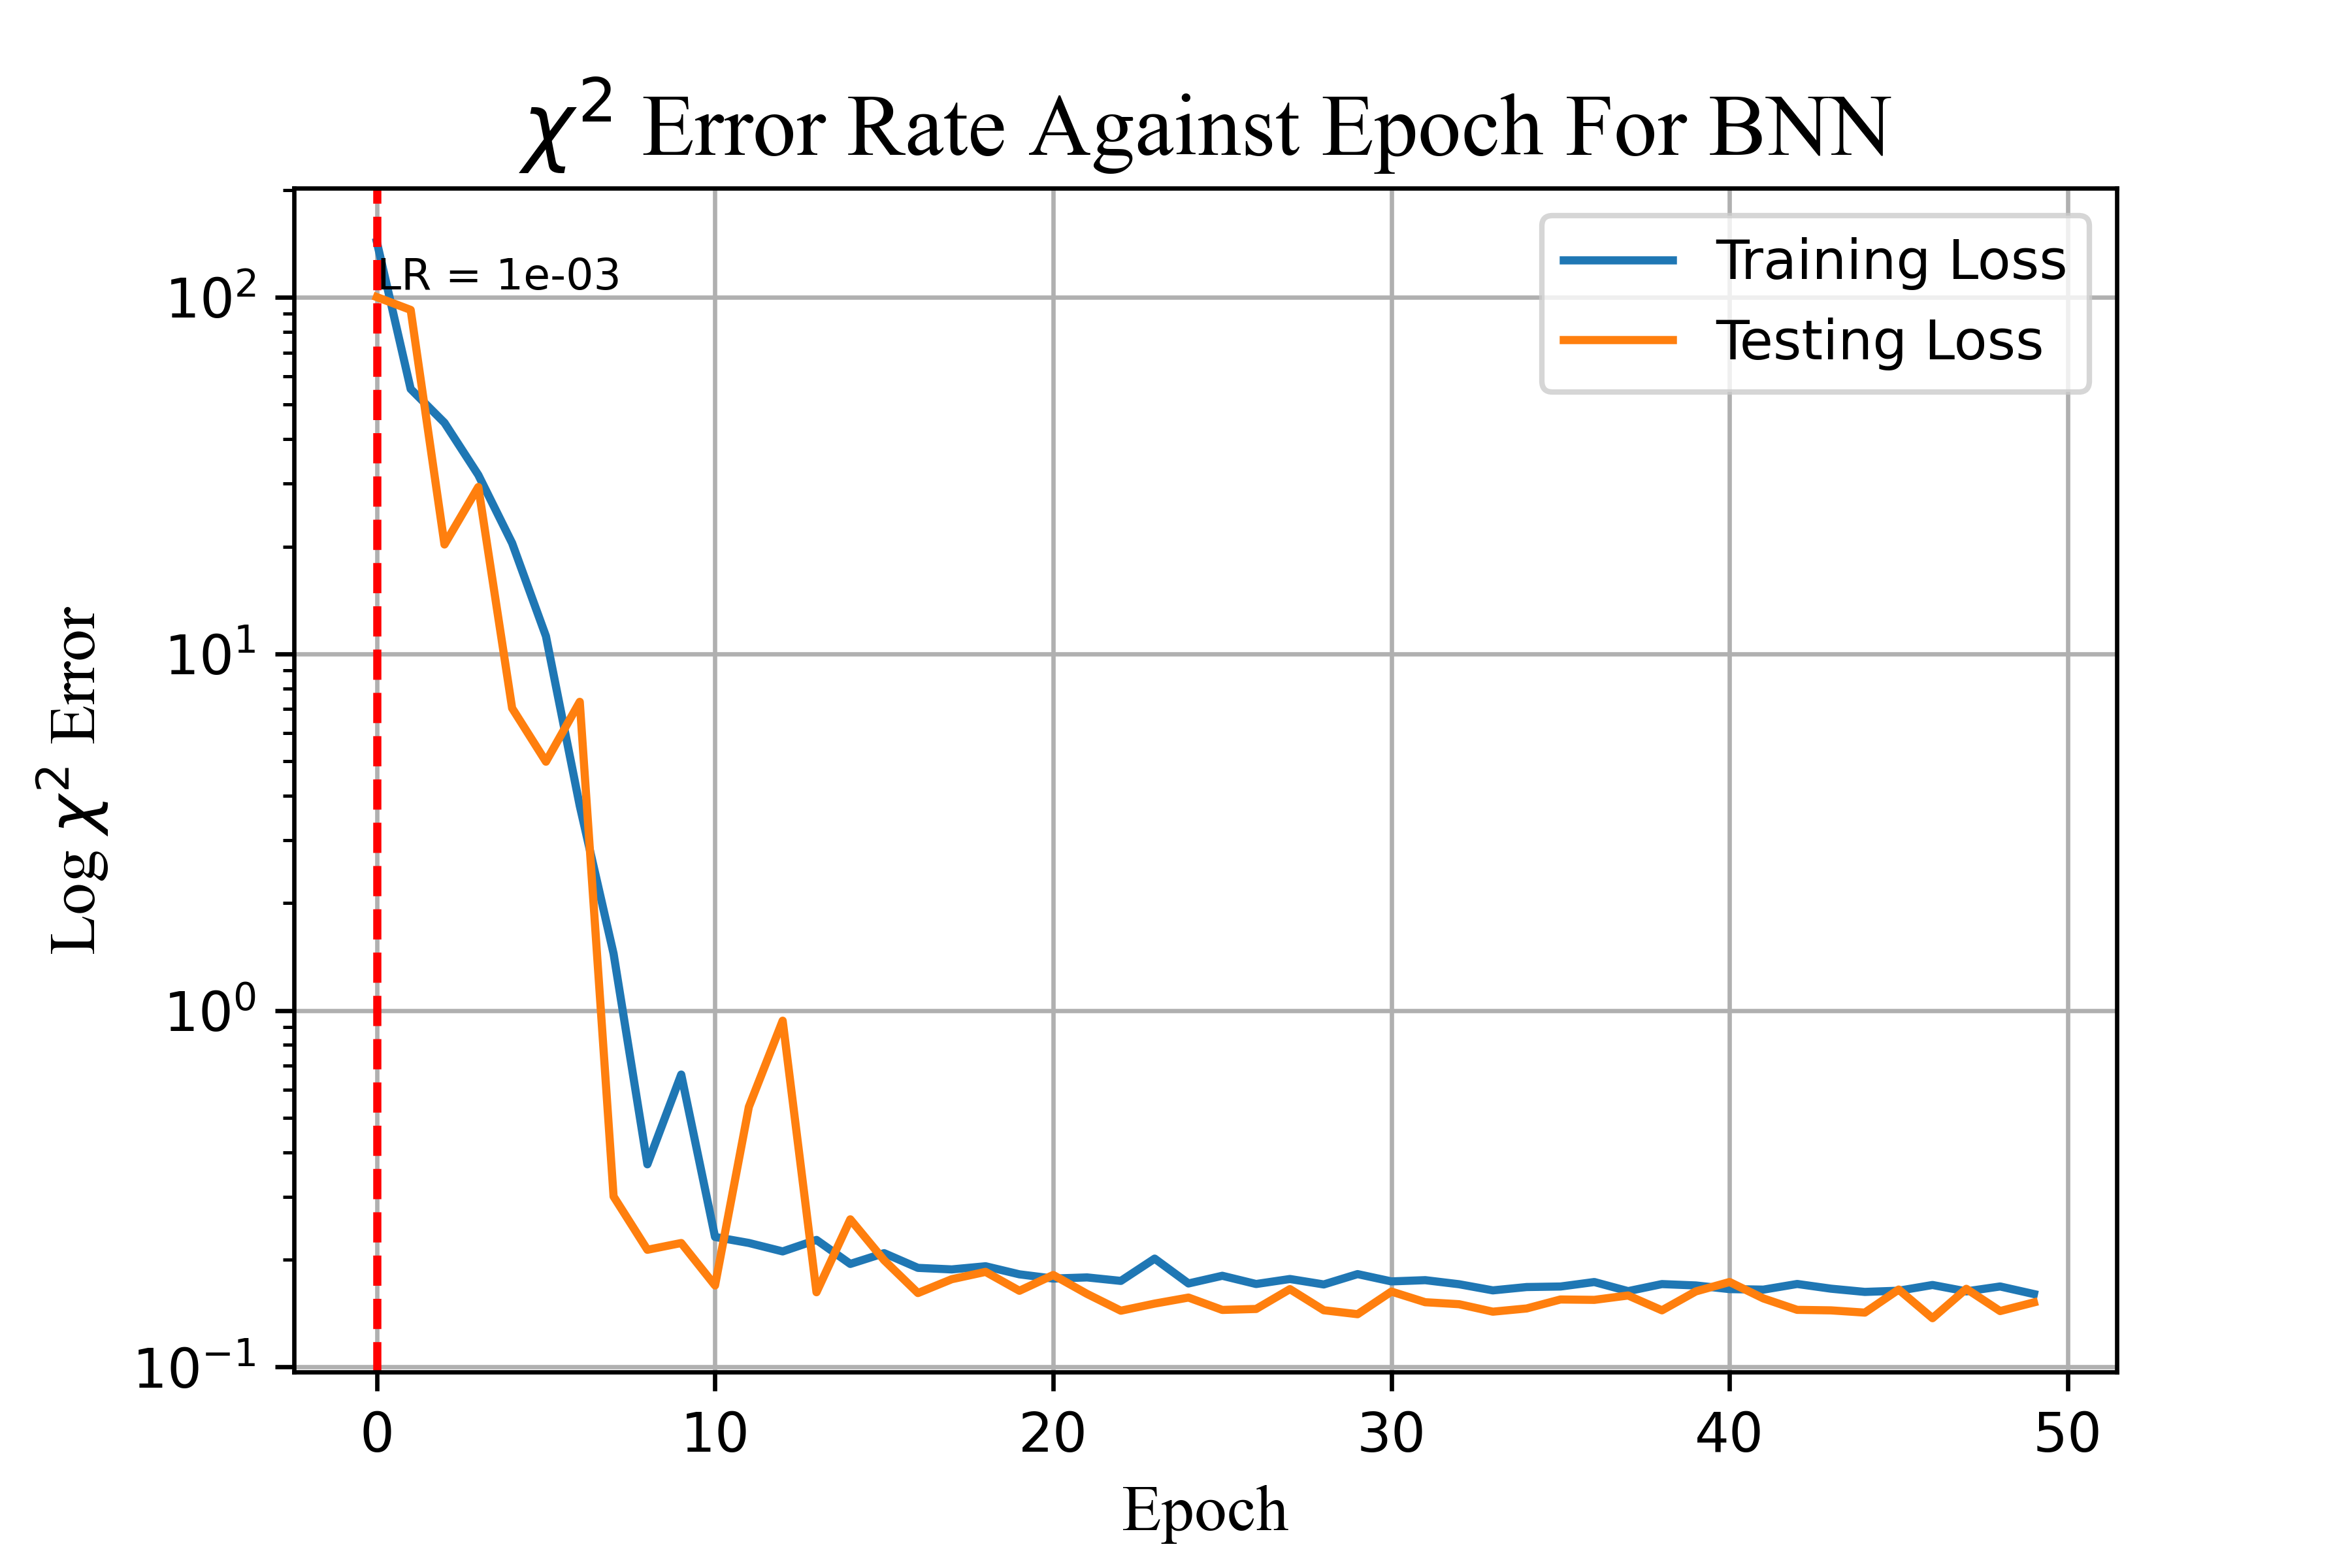 χ² Error Rate Against Epoch For BNN
LR = 1e-03
Training Loss
Testing Loss
Log χ² Error
10²
10¹
10⁰
10⁻¹
0 10 20 30 40 50
Epoch